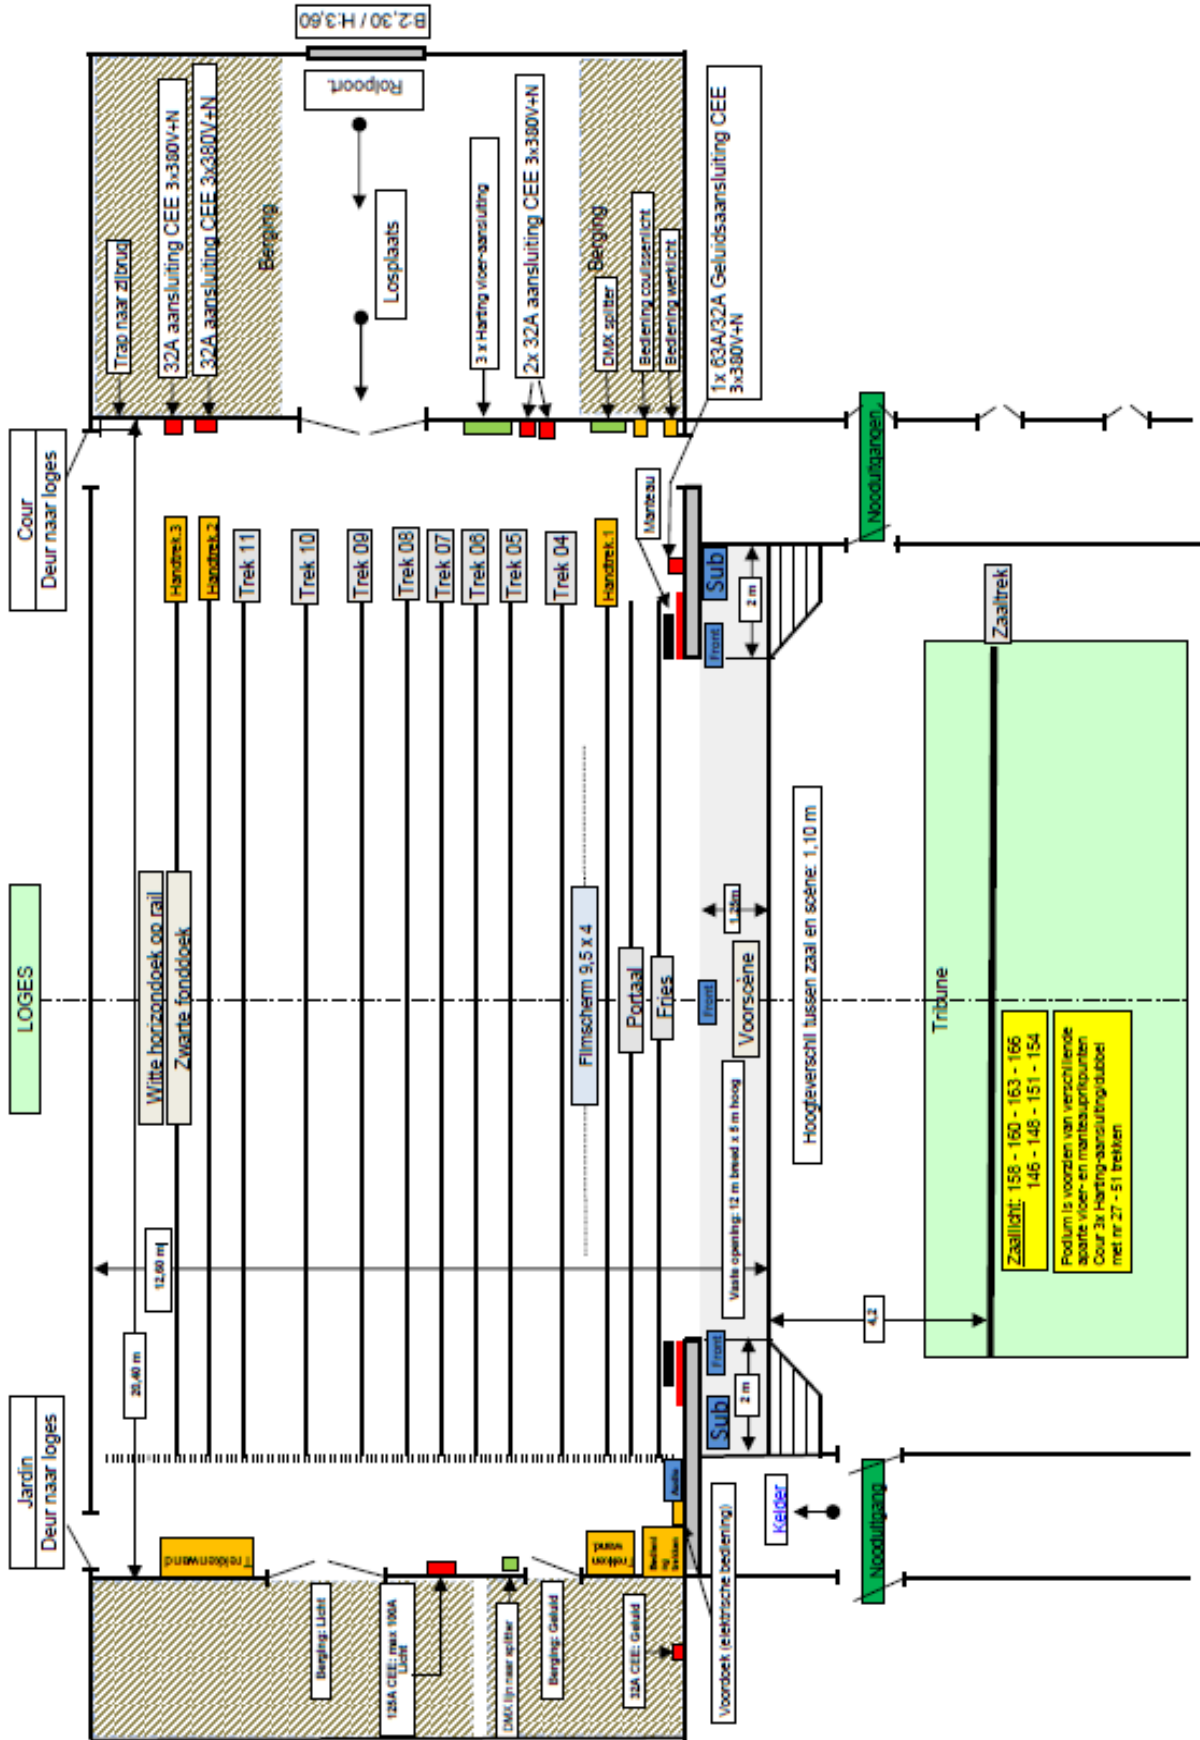 LOGES
Jardin
Deur naar loges
Cour
Deur naar loges
20,40 m
12,60 m
Witte horizondoek op rail
Zwarte fonddoek
Handtrek.3
Handtrek.2
Trek 11
Trek 10
Trek 09
Trek 08
Trek 07
Trek 06
Trek 05
Trek 04
Handtrek.1
Filmscherm 9,5 x 4
Portaal
Fries
Manteau
Trekkenwand
Berging: Licht
125A CEE: max 100A
Licht
DMX lijn naar splitter
Berging: Geluid
Trekken
wand
Bedieni
ng
trekken
32A CEE: Geluid
Voordoek (elektrische bediening)
Trap naar zijbrug
32A aansluiting CEE 3x380V+N
32A aansluiting CEE 3x380V+N
Berging
Rolpoort
B:2,30 / H:3,60
Losplaats
3 x Harting vloer-aansluiting
2x 32A aansluiting CEE 3x380V+N
Berging
DMX splitter
Bediening coulissenlicht
Bediening werklicht
1x 63A/32A Geluidsaansluiting CEE
3x380V+N
Sub
Front
2 m
Front
Voorscène
1,25m
Vaste opening: 12 m breed x 5 m hoog
Front
Sub
2 m
Hoogteverschil tussen zaal en scène: 1,10 m
Kelder
Nooduitgang
Nooduitgangen
4,2
Zaaltrek
Tribune
Zaallicht: 158 - 160 - 163 - 166
146 - 148 - 151 - 154
Podium is voorzien van verschillende
aparte vloer- en manteauprikpunten
Cour 3x Harting-aansluiting/dubbel
met nr 27 - 51 trekken